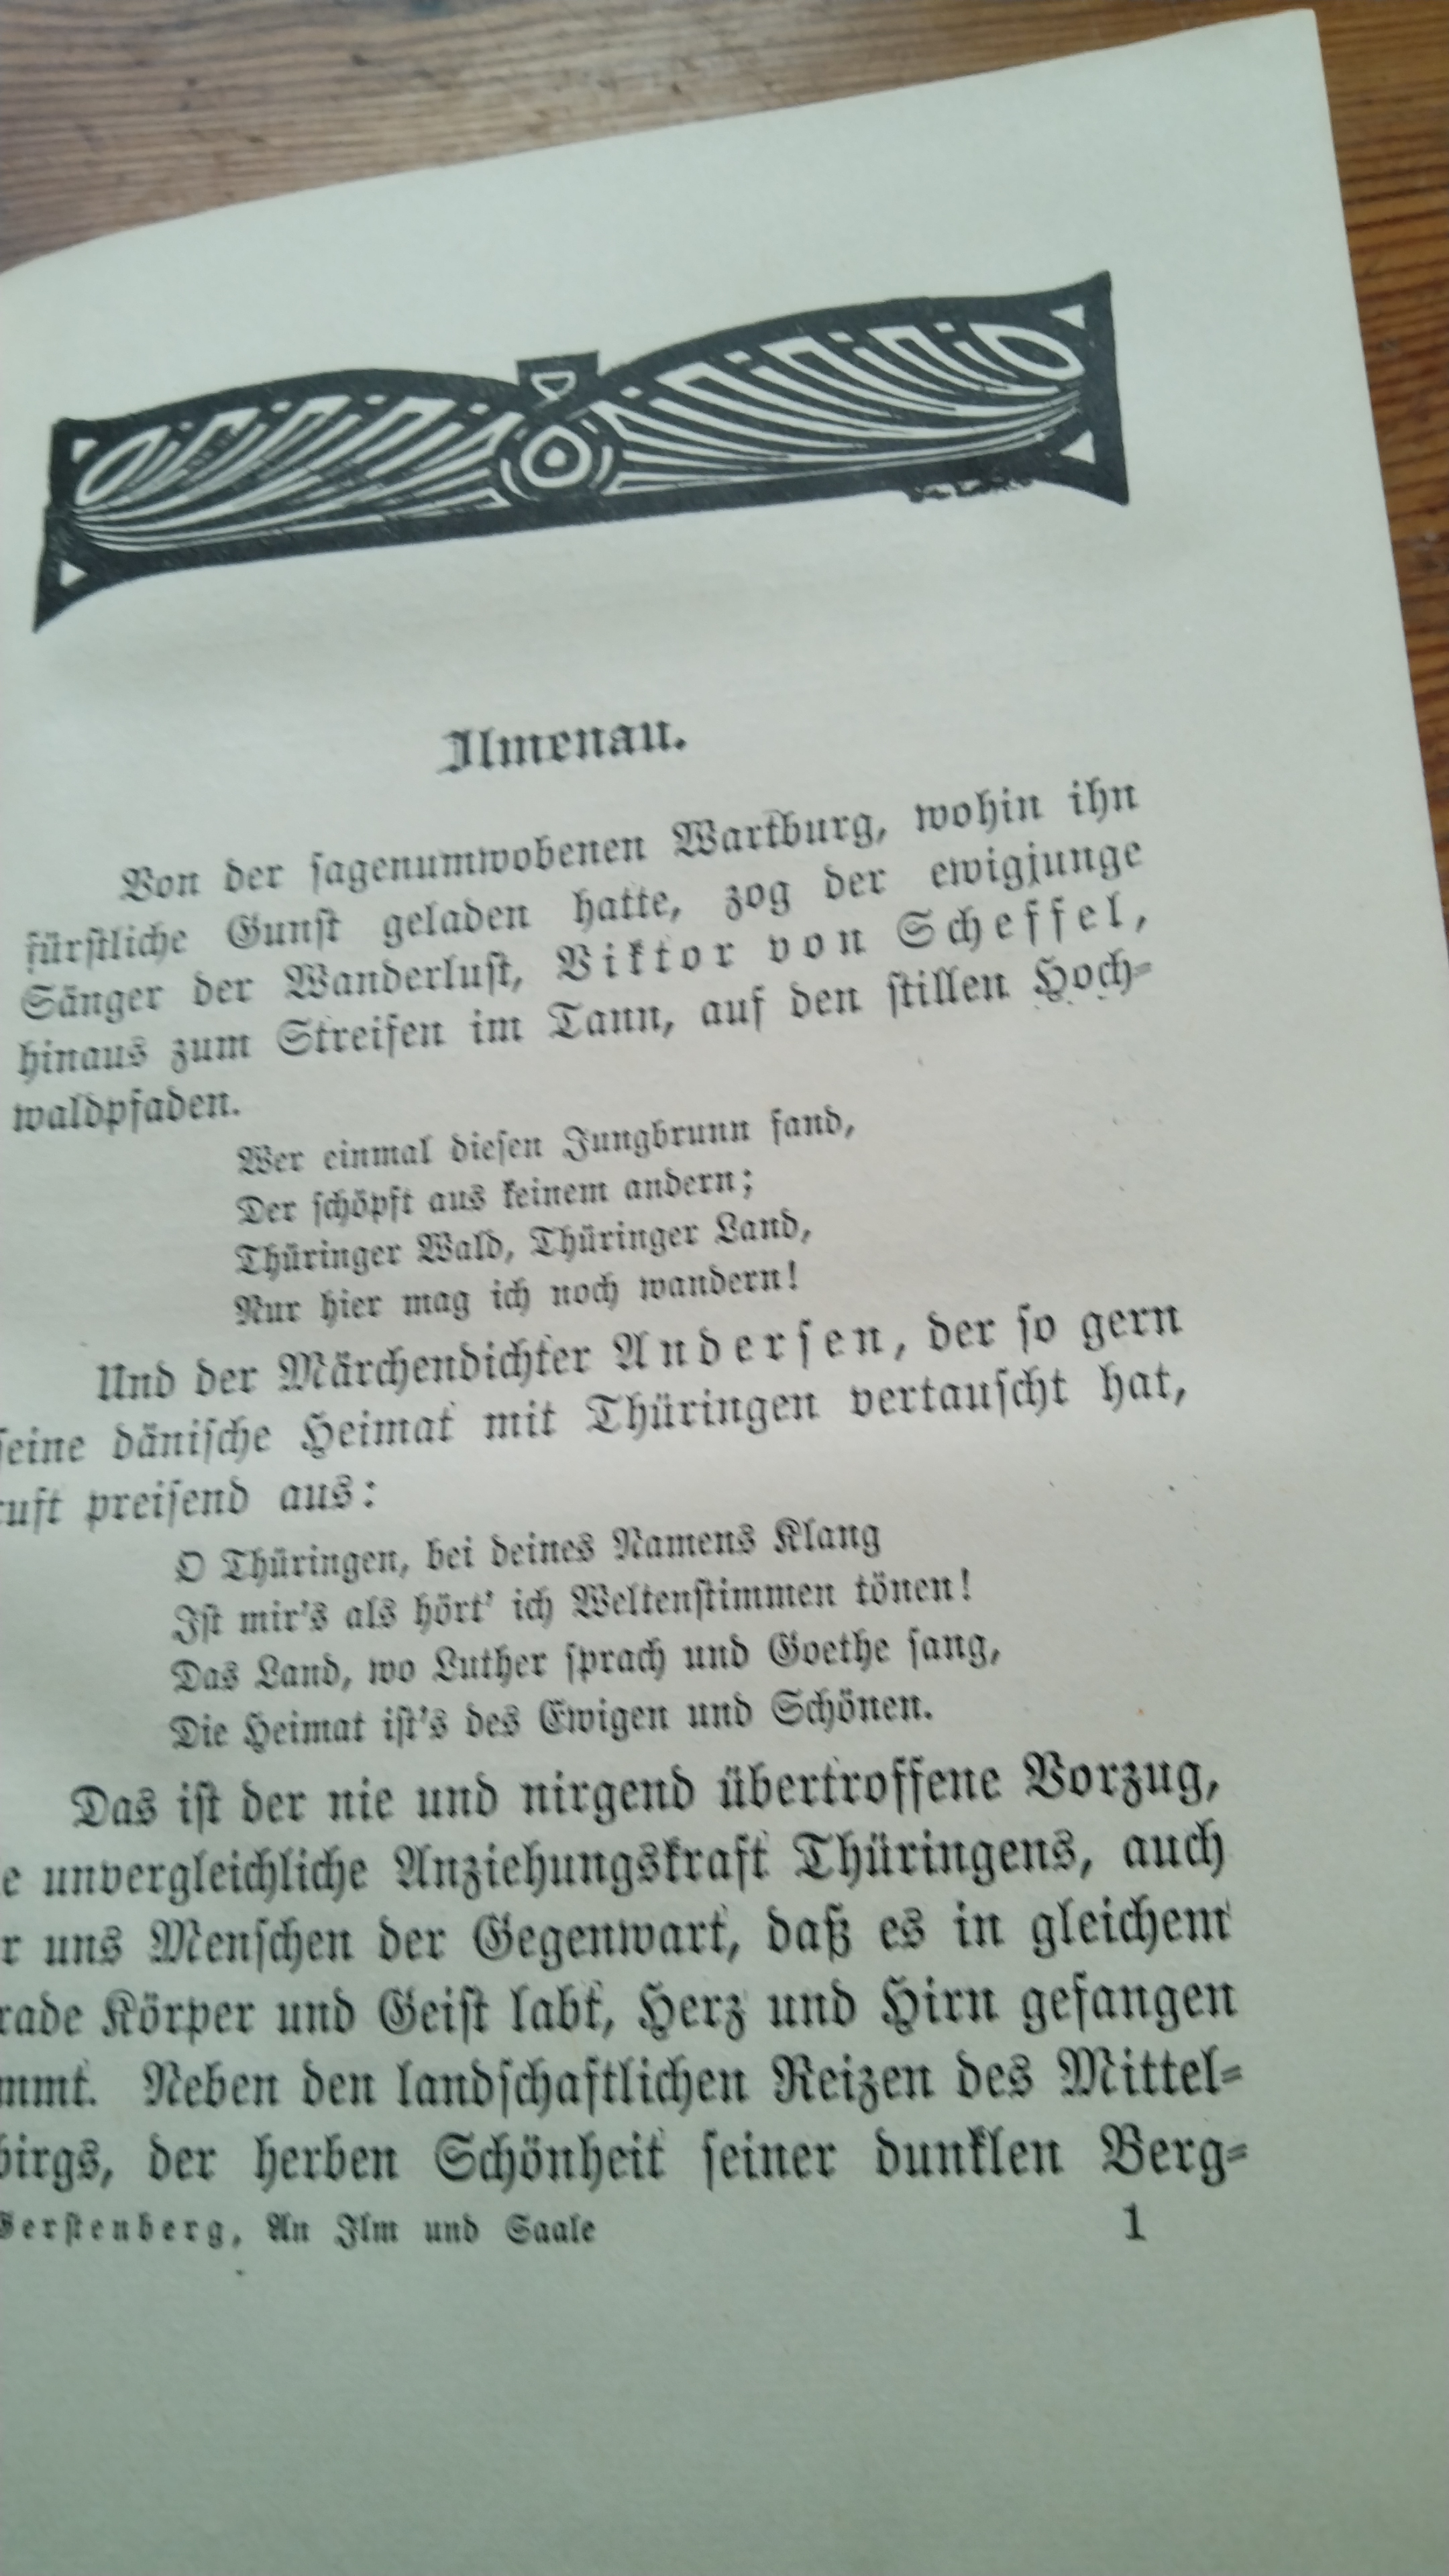 Ilmenau.
Von der sagenumwobenen Wartburg, wohin ihn
fürstliche Gunst geladen hatte, zog der ewigjunge
Sänger der Wanderlust, Viktor von Scheffel,
hinaus zum Streifen im Tann, auf den stillen Hoch-
waldpfaden.
Wer einmal diesen Jungbrunn fand,
Der schöpft aus keinem andern;
Thüringer Wald, Thüringer Land,
Nur hier mag ich noch wandern!
Und der Märchendichter Andersen, der so gern
seine dänische Heimat mit Thüringen vertauscht hat,
ruft preisend aus:
O Thüringen, bei deines Namens Klang
Ist mir's als hört' ich Weltenstimmen tönen!
Das Land, wo Luther sprach und Goethe sang,
Die Heimat ist's des Ewigen und Schönen.
Das ist der nie und nirgend übertroffene Vorzug,
e unvergleichliche Anziehungskraft Thüringens, auch
r uns Menschen der Gegenwart, daß es in gleichem
rade Körper und Geist labt, Herz und Hirn gefangen
mmt. Neben den landschaftlichen Reizen des Mittel-
birgs, der herben Schönheit seiner dunklen Berg-
Gerstenberg, An Ilm und Saale 1